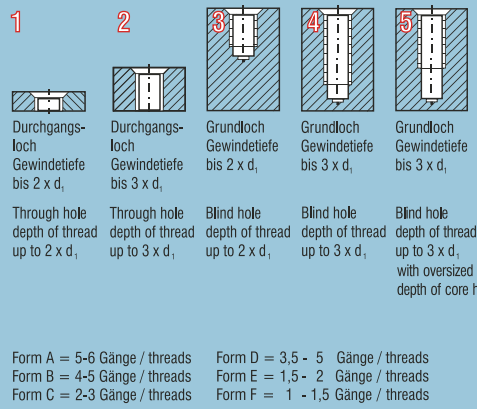 1 2 3 4 5
Durchgangs-
loch
Gewindetiefe
bis 2 x d₁
Through hole
depth of thread
up to 2 x d₁
Durchgangs-
loch
Gewindetiefe
bis 3 x d₁
Through hole
depth of thread
up to 3 x d₁
Grundloch
Gewindetiefe
bis 2 x d₁
Blind hole
depth of thread
up to 2 x d₁
Grundloch
Gewindetiefe
bis 3 x d₁
Blind hole
depth of thread
up to 3 x d₁
Grundloch
Gewindetiefe
bis 3 x d₁
Blind hole
depth of thread
up to 3 x d₁
with oversized
depth of core h
Form A = 5-6 Gänge / threads
Form B = 4-5 Gänge / threads
Form C = 2-3 Gänge / threads
Form D = 3,5 - 5 Gänge / threads
Form E = 1,5 - 2 Gänge / threads
Form F = 1 - 1,5 Gänge / threads